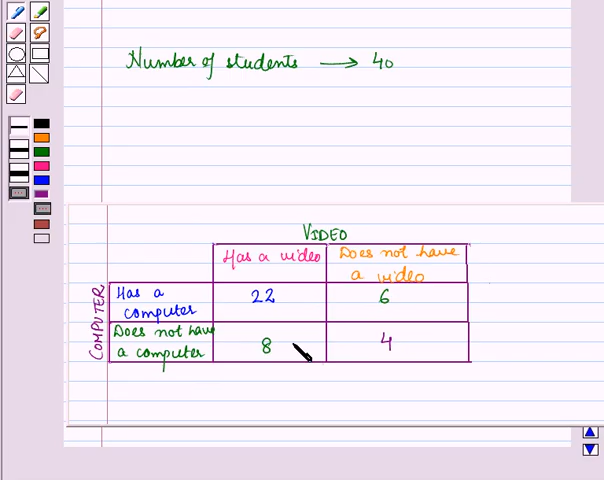 Number of students → 40
VIDEO
Has a video
Does not have
a video
COMPUTER
Has a
computer
22
6
Does not have
a computer
8
4